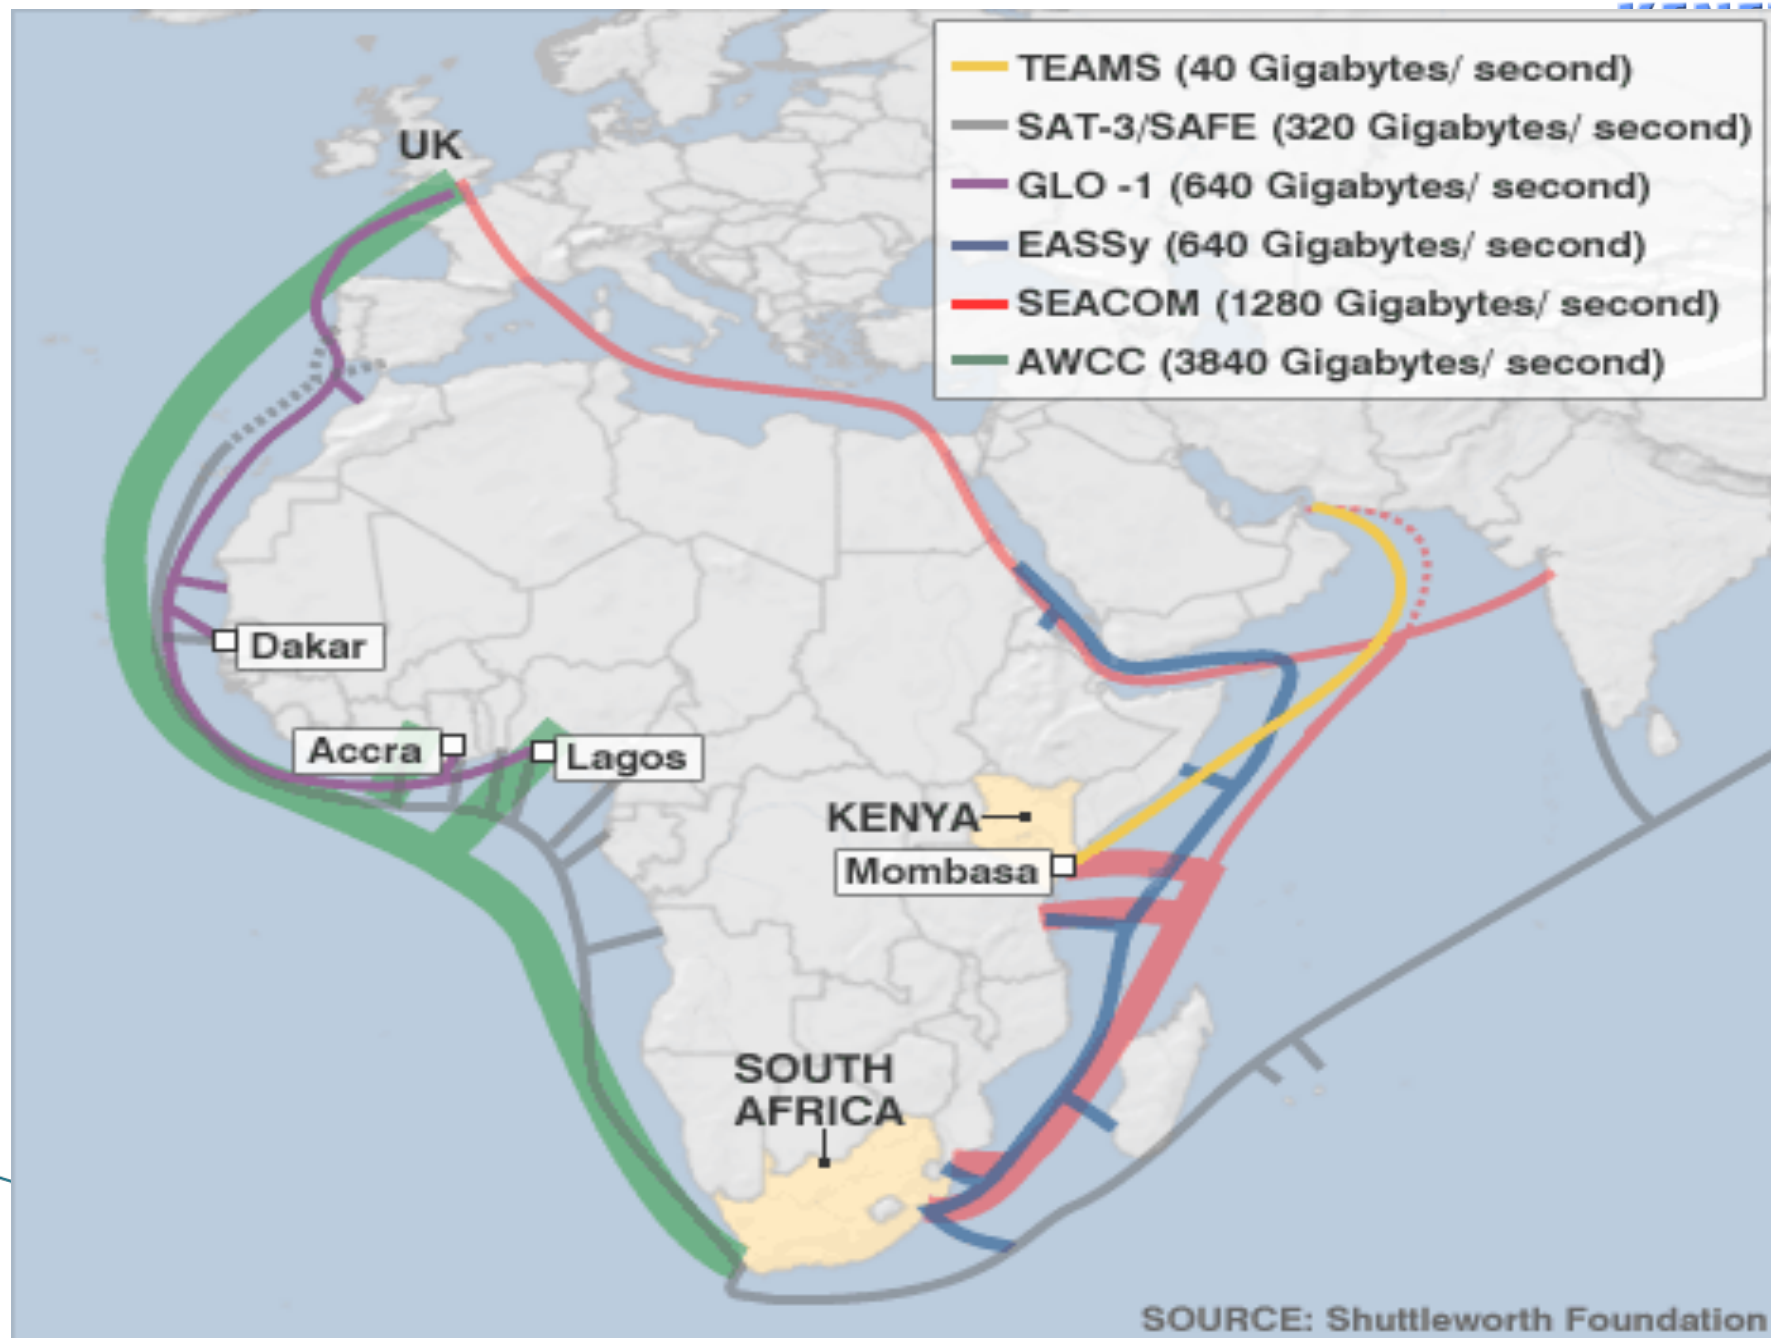 TEAMS (40 Gigabytes/ second)
SAT-3/SAFE (320 Gigabytes/ second)
GLO -1 (640 Gigabytes/ second)
EASSy (640 Gigabytes/ second)
SEACOM (1280 Gigabytes/ second)
AWCC (3840 Gigabytes/ second)
UK
Dakar
Accra
Lagos
KENYA
Mombasa
SOUTH
AFRICA
SOURCE: Shuttleworth Foundation